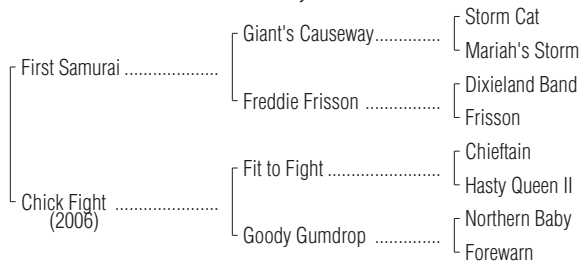 Storm Cat
Giant's Causeway..............
Mariah's Storm
First Samurai ....................
Dixieland Band
Freddie Frisson ................
Frisson
Chieftain
Fit to Fight .......................
Hasty Queen II
Chick Fight ......................
(2006)
Northern Baby
Goody Gumdrop ..............
Forewarn